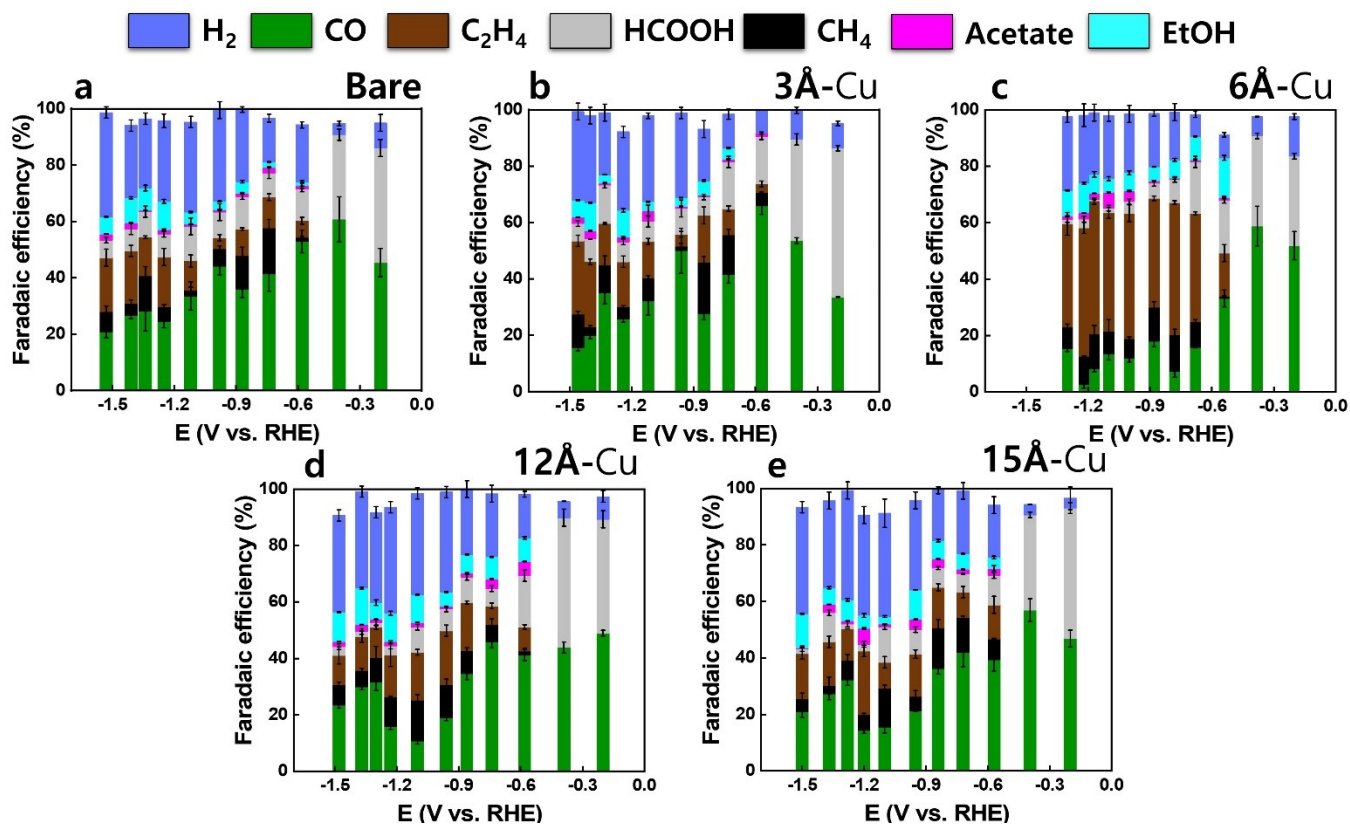 H₂ CO C₂H₄ HCOOH CH₄ Acetate EtOH
a Bare
Faradaic efficiency (%)
100
80
60
40
20
0
-1.5 -1.2 -0.9 -0.6 -0.3 0.0
E (V vs. RHE)
b 3Å-Cu
Faradaic efficiency (%)
100
80
60
40
20
0
-1.5 -1.2 -0.9 -0.6 -0.3 0.0
E (V vs. RHE)
c 6Å-Cu
Faradaic efficiency (%)
100
80
60
40
20
0
-1.5 -1.2 -0.9 -0.6 -0.3 0.0
E (V vs. RHE)
d 12Å-Cu
Faradaic efficiency (%)
100
80
60
40
20
0
-1.5 -1.2 -0.9 -0.6 -0.3 0.0
E (V vs. RHE)
e 15Å-Cu
Faradaic efficiency (%)
100
80
60
40
20
0
-1.5 -1.2 -0.9 -0.6 -0.3 0.0
E (V vs. RHE)